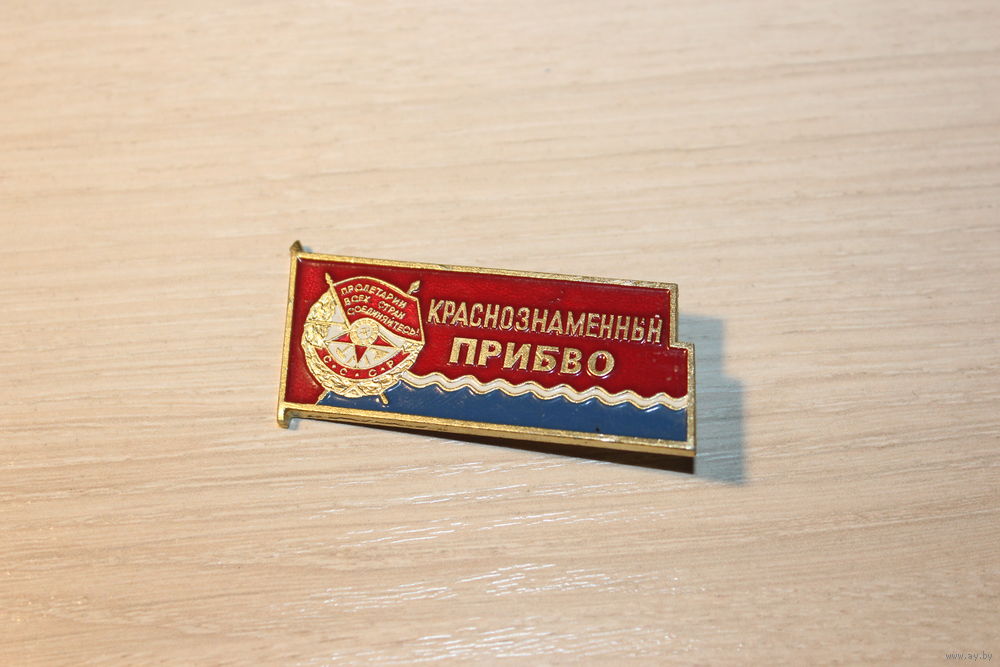 ПРОЛЕТАРИИ
ВСЕХ СТРАН
СОЕДИНЯЙТЕСЬ!
СССР
КРАСНОЗНАМЕННЫЙ
ПРИБВО
www.ay.by